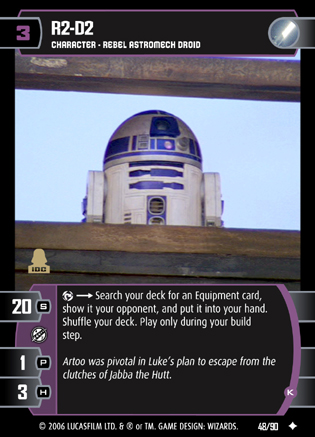 3
R2-D2
CHARACTER • REBEL ASTROMECH DROID
IDC
20 S
Search your deck for an Equipment card,
show it your opponent, and put it into your hand.
Shuffle your deck. Play only during your build
step.
1 P
Artoo was pivotal in Luke's plan to escape from the
clutches of Jabba the Hutt.
3 H
K
© 2006 LUCASFILM LTD. & ® or TM. GAME DESIGN: WIZARDS.
48/90